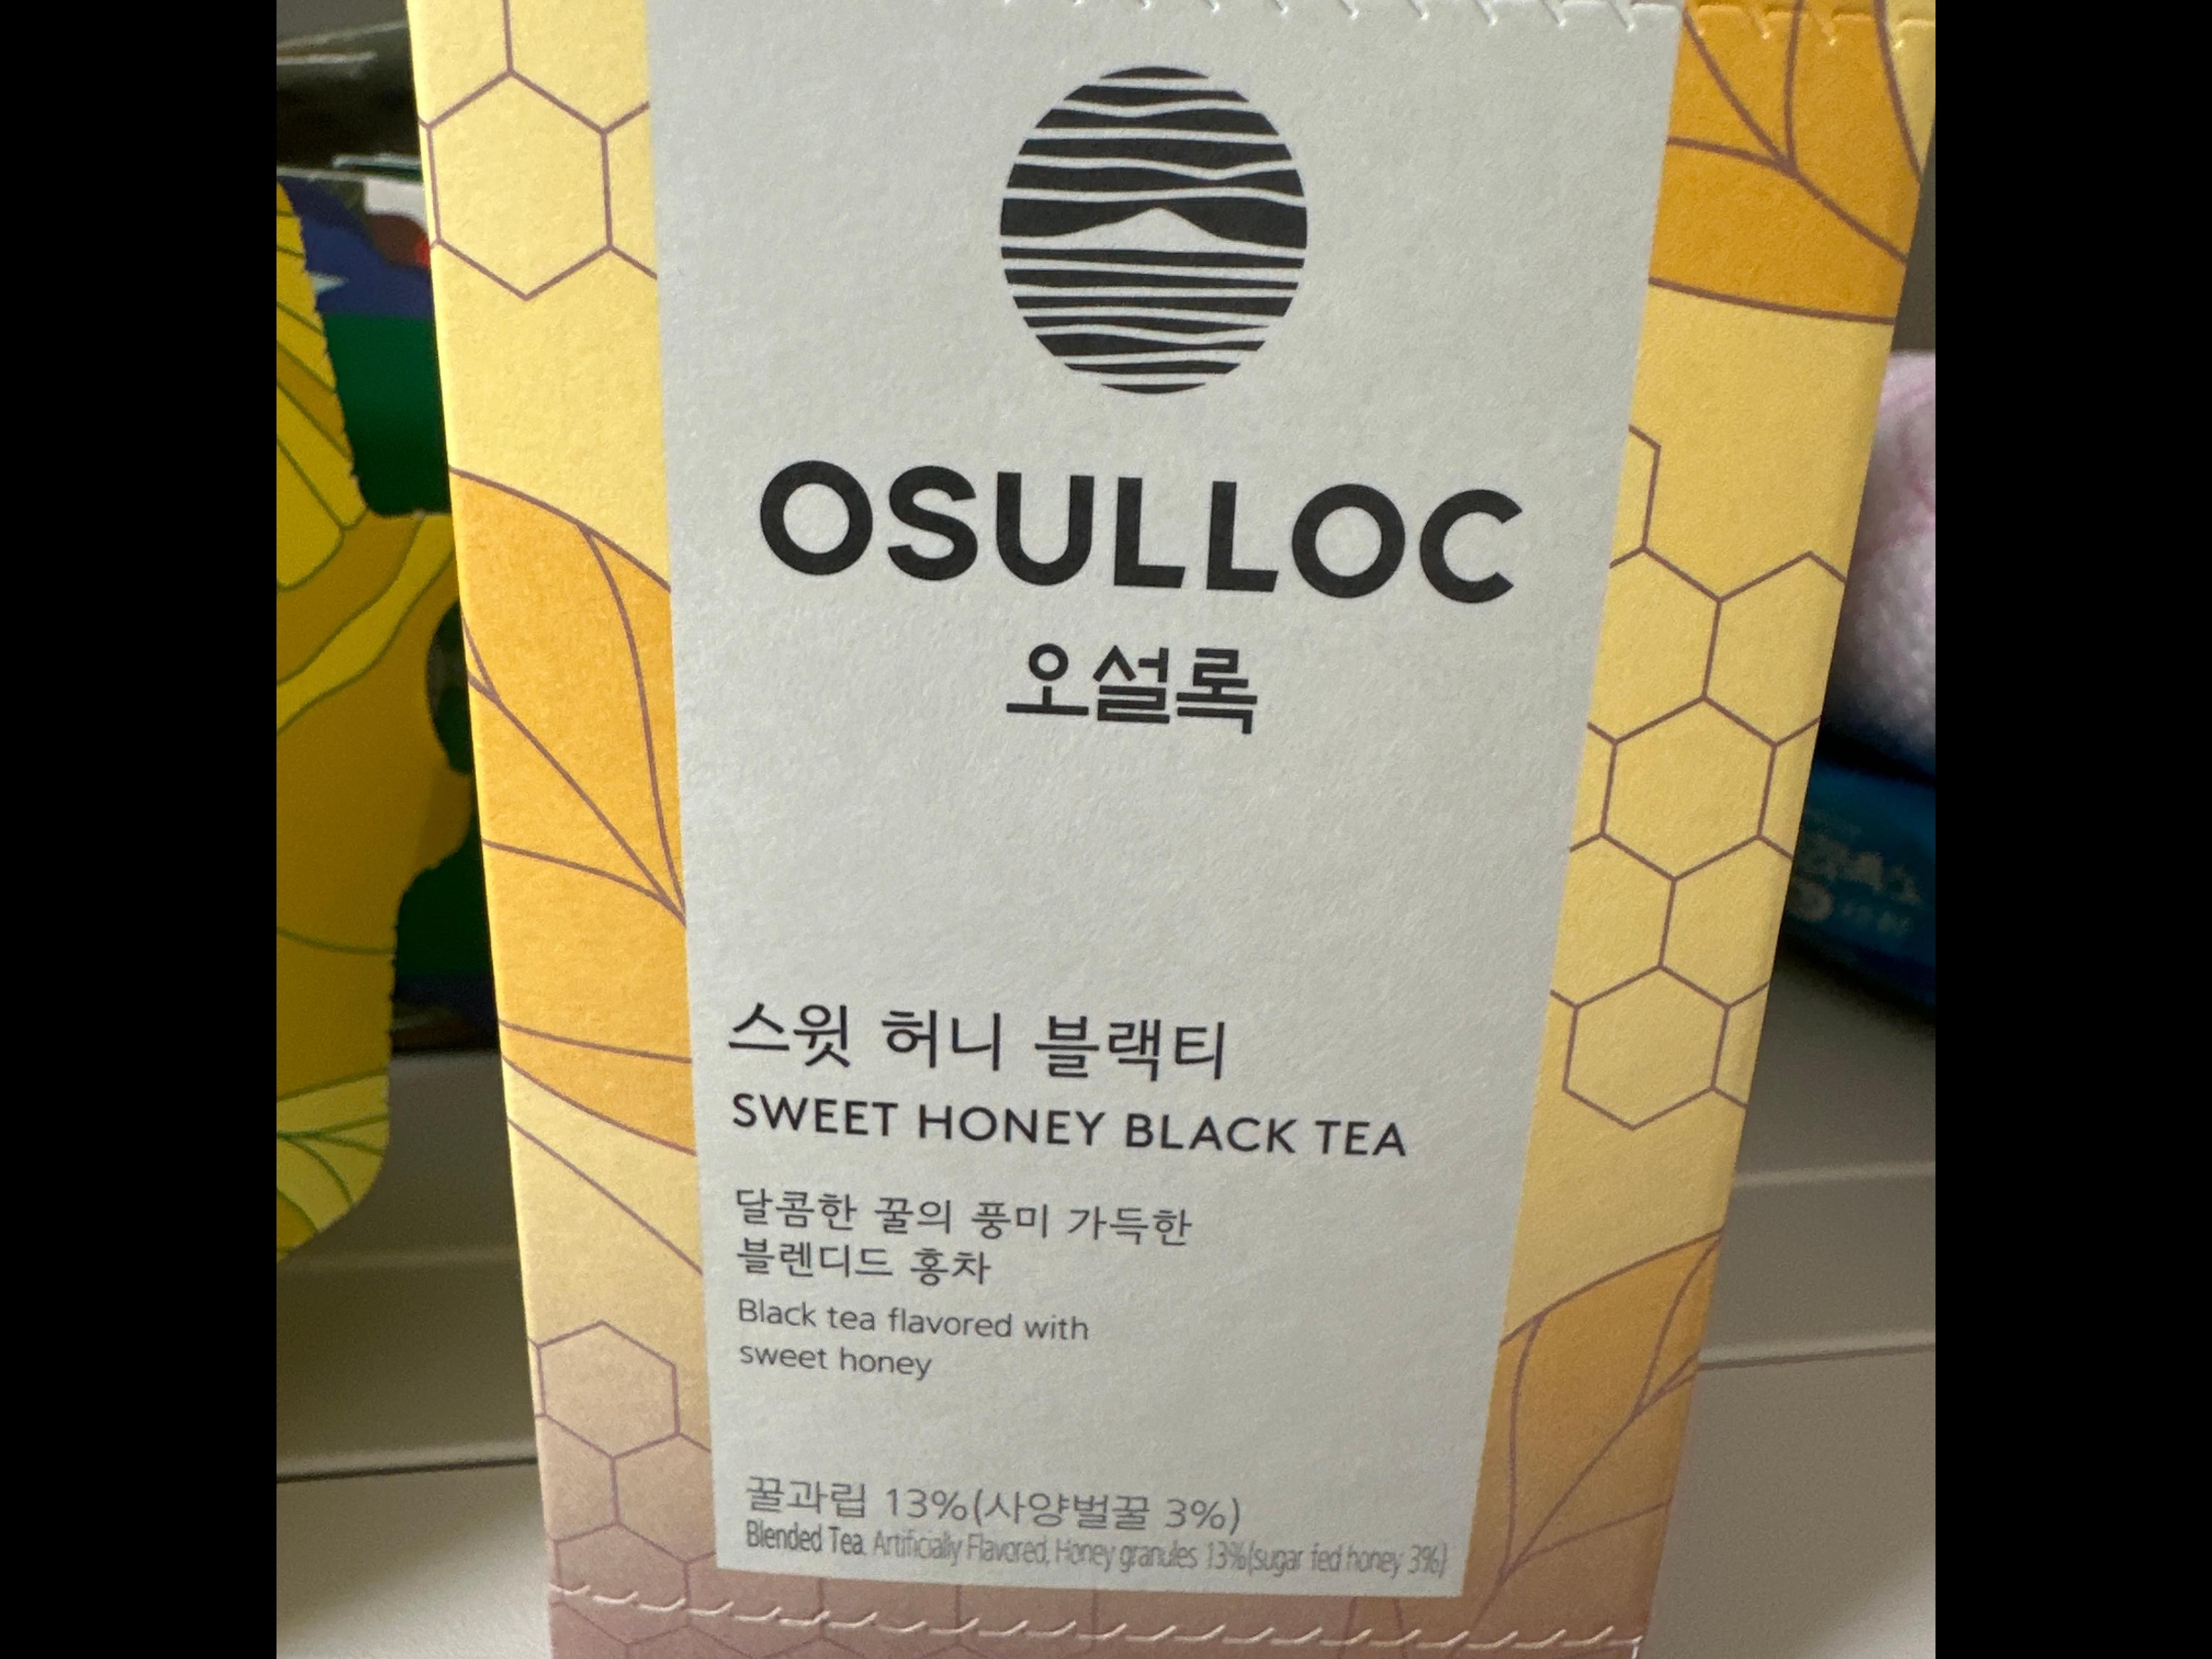 OSULLOC
오설록
스윗 허니 블랙티
SWEET HONEY BLACK TEA
달콤한 꿀의 풍미 가득한
블렌디드 홍차
Black tea flavored with
sweet honey
꿀과립 13%(사양벌꿀 3%)
Blended Tea. Artificially Flavored, Honey granules 13%(sugar fed honey 3%)